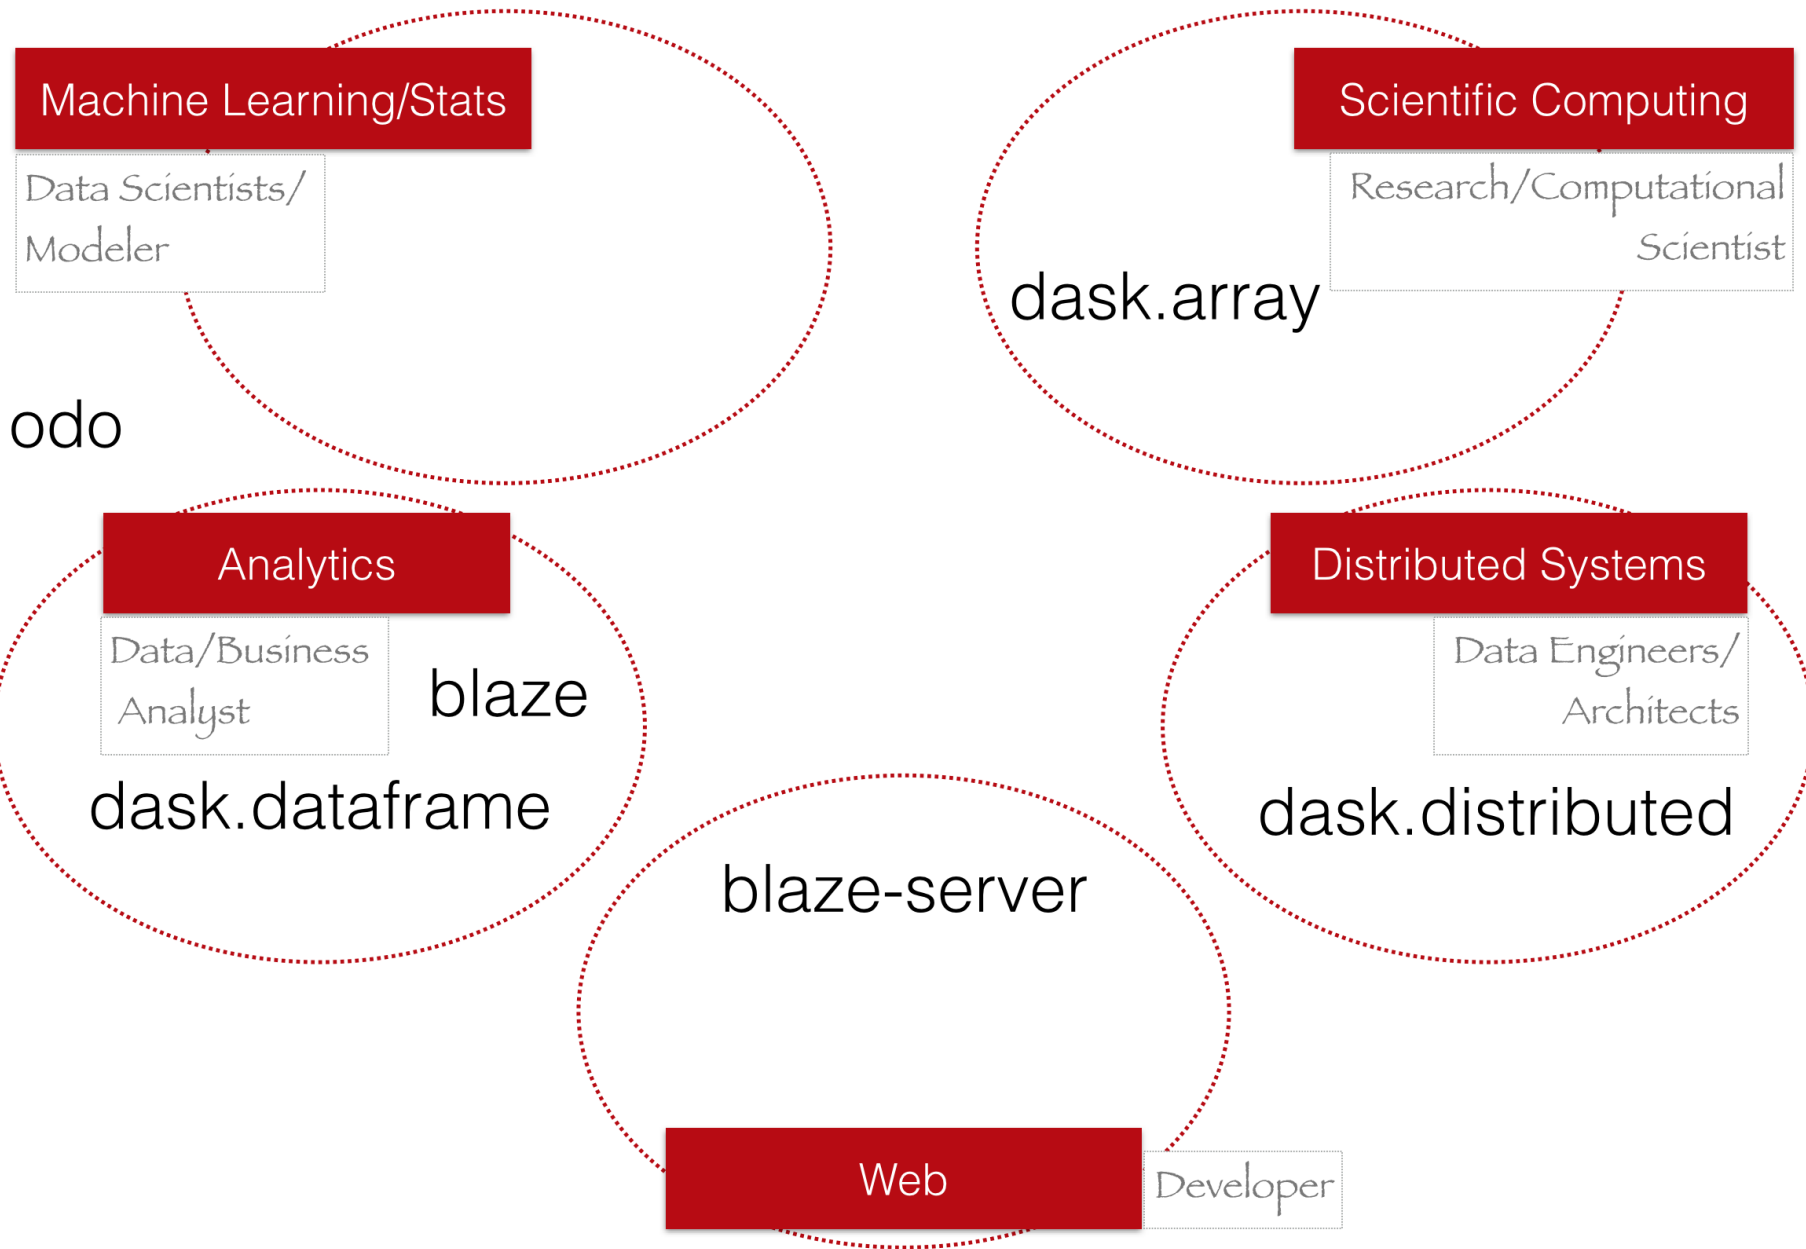 Machine Learning/Stats
Data Scientists/
Modeler
Scientific Computing
Research/Computational
Scientist
dask.array
odo
Analytics
Data/Business
Analyst
blaze
dask.dataframe
Distributed Systems
Data Engineers/
Architects
dask.distributed
blaze-server
Web
Developer